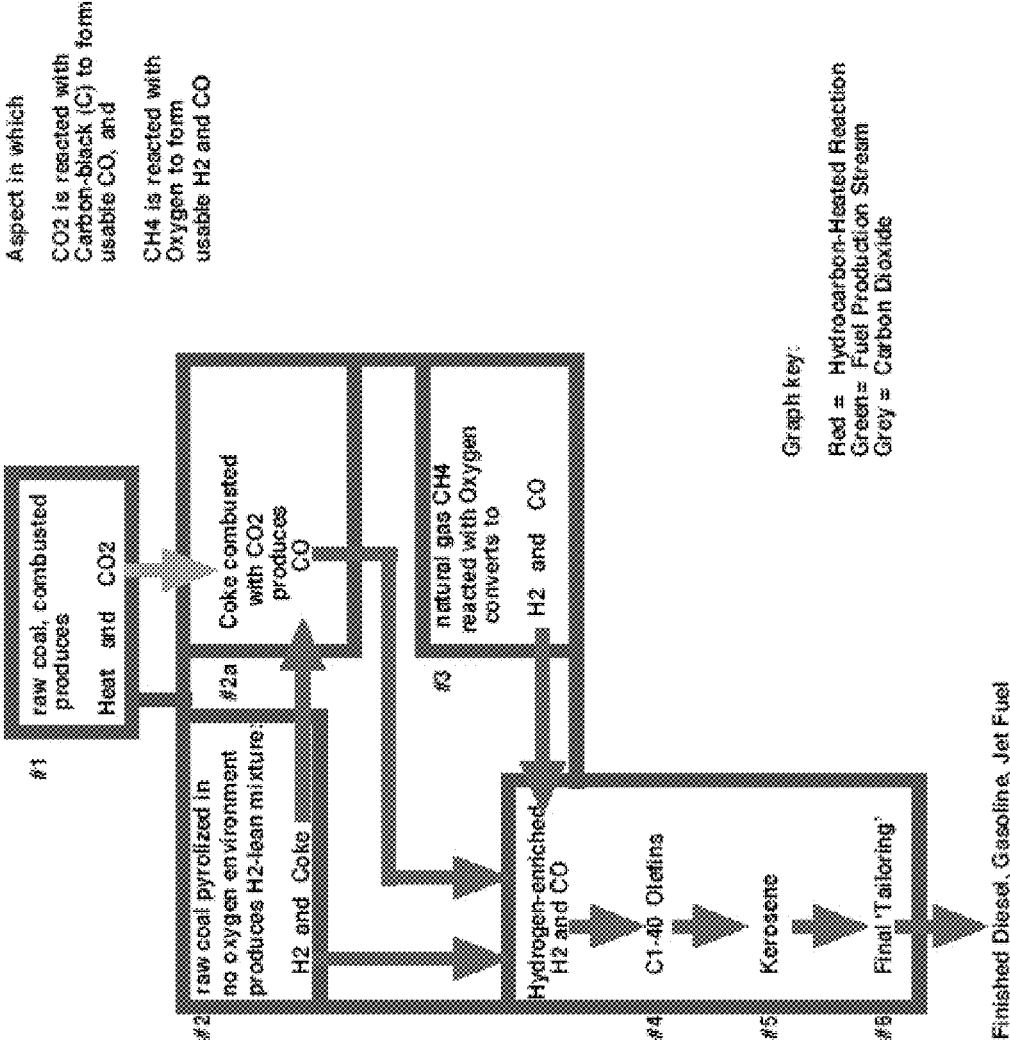 Aspect in which
CO2 is reacted with
Carbon-black (C) to form
usable CO, and
CH4 is reacted with
Oxygen to form
usable H2 and CO
#1
raw coal, combusted
produces
Heat and CO2
#2
raw coal pyrolized in
no oxygen environment
produces H2-lean mixture:
H2 and Coke
#2a
Coke combusted
with CO2
produces
CO
#3
natural gas CH4
reacted with Oxygen
converts to
H2 and CO
Hydrogen-enriched
H2 and CO
#4
C1-40 Olefins
#5
Kerosene
#6
Final 'Tailoring'
Finished Diesel, Gasoline, Jet Fuel
Graph key:
Red = Hydrocarbon-Heated Reaction
Green= Fuel Production Stream
Grey = Carbon Dioxide